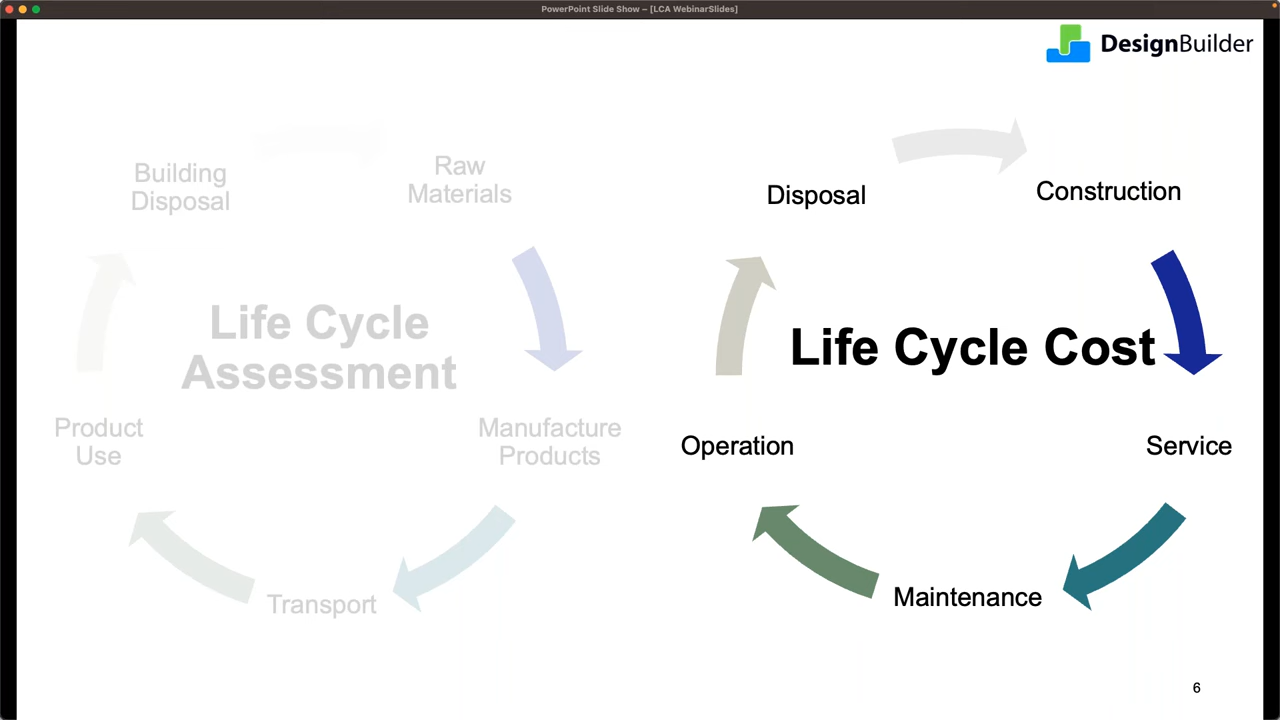 PowerPoint Slide Show – [LCA WebinarSlides]
DesignBuilder
Building
Disposal
Raw
Materials
Life Cycle
Assessment
Product
Use
Manufacture
Products
Transport
Disposal
Construction
Life Cycle Cost
Operation
Service
Maintenance
6